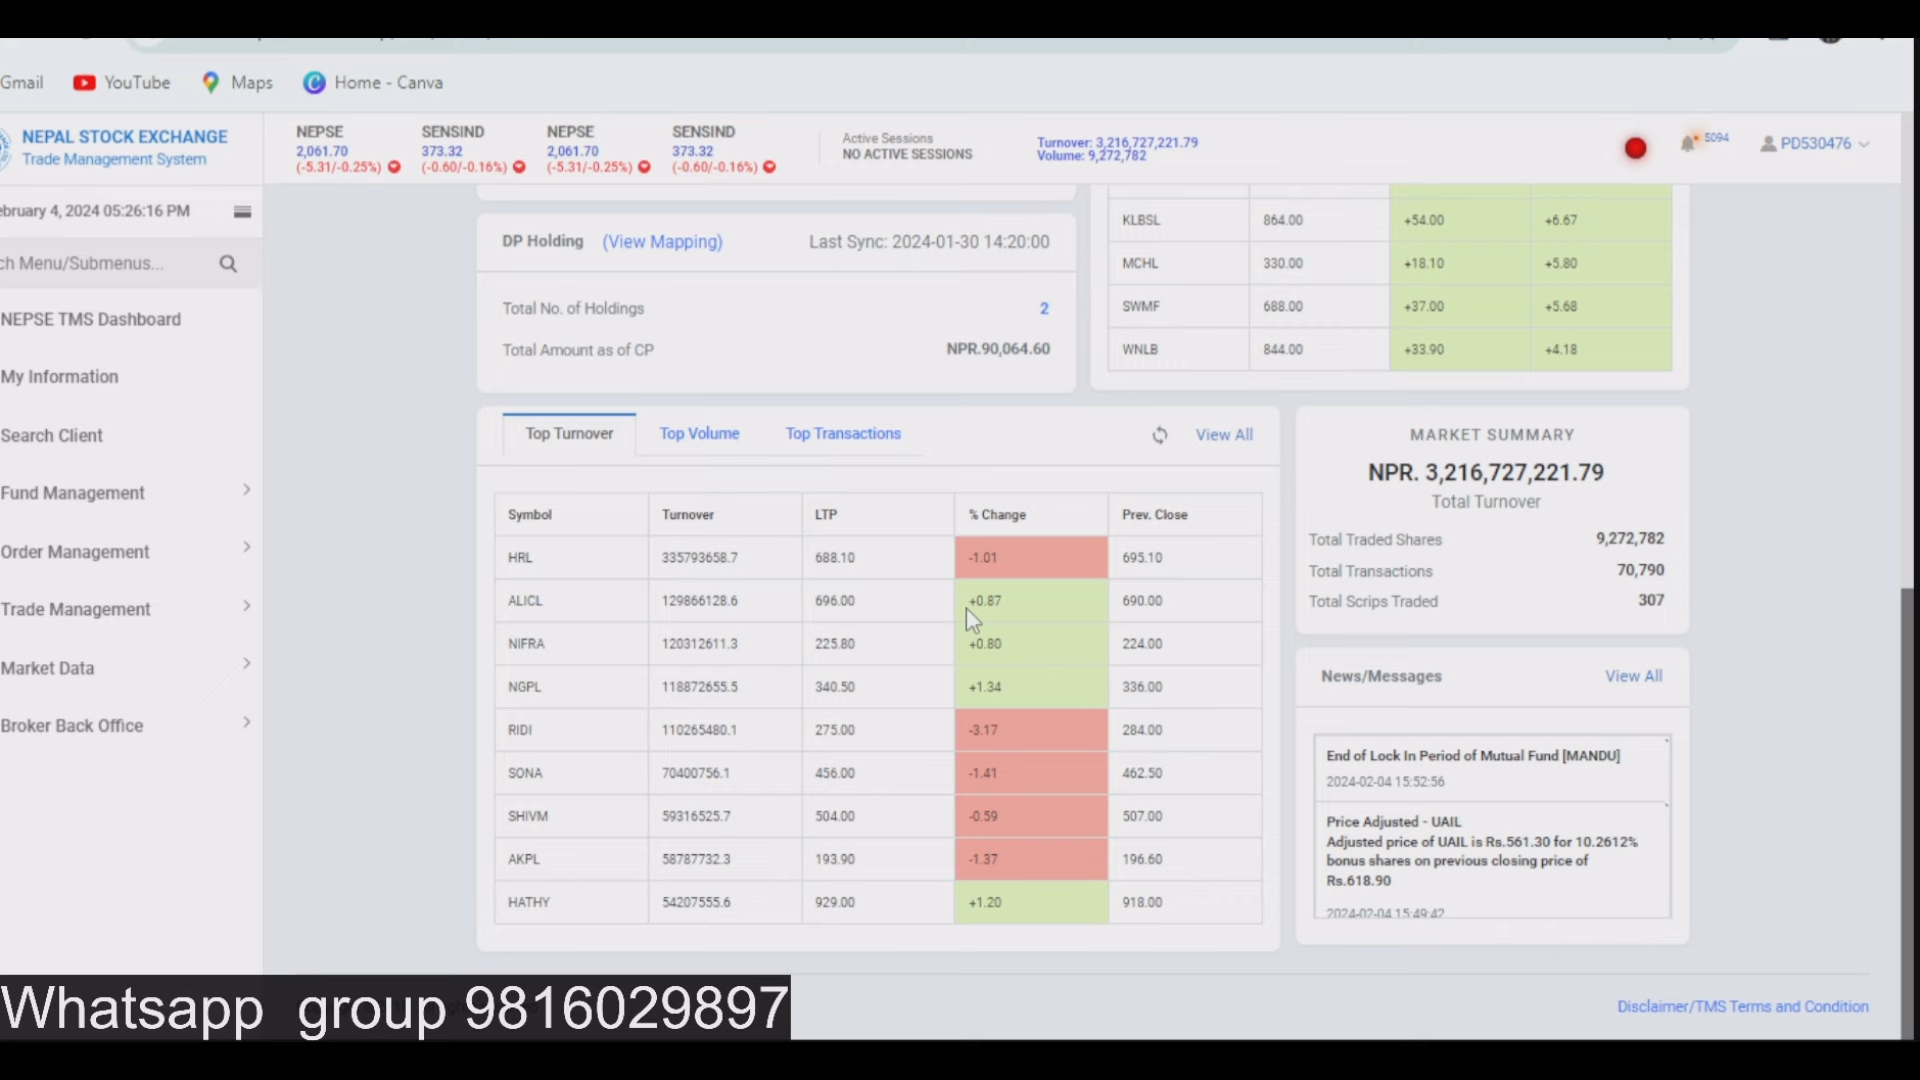 Gmail YouTube Maps Home - Canva
NEPAL STOCK EXCHANGE
Trade Management System
NEPSE SENSIND NEPSE SENSIND
2,061.70 373.32 2,061.70 373.32
(-5.31/-0.25%) (-0.60/-0.16%) (-5.31/-0.25%) (-0.60/-0.16%)
Active Sessions
NO ACTIVE SESSIONS
Turnover: 3,216,727,221.79
Volume: 9,272,782
5094
PD530476
ebruary 4, 2024 05:26:16 PM
ch Menu/Submenus...
NEPSE TMS Dashboard
My Information
Search Client
Fund Management
Order Management
Trade Management
Market Data
Broker Back Office
DP Holding (View Mapping) Last Sync: 2024-01-30 14:20:00
Total No. of Holdings 2
Total Amount as of CP NPR.90,064.60
KLBSL 864.00 +54.00 +6.67
MCHL 330.00 +18.10 +5.80
SWMF 688.00 +37.00 +5.68
WNLB 844.00 +33.90 +4.18
Top Turnover Top Volume Top Transactions View All
Symbol Turnover LTP % Change Prev. Close
HRL 335793658.7 688.10 -1.01 695.10
ALICL 129866128.6 696.00 +0.87 690.00
NIFRA 120312611.3 225.80 +0.80 224.00
NGPL 118872655.5 340.50 +1.34 336.00
RIDI 110265480.1 275.00 -3.17 284.00
SONA 70400756.1 456.00 -1.41 462.50
SHIVM 59316525.7 504.00 -0.59 507.00
AKPL 58787732.3 193.90 -1.37 196.60
HATHY 54207555.6 929.00 +1.20 918.00
MARKET SUMMARY
NPR. 3,216,727,221.79
Total Turnover
Total Traded Shares 9,272,782
Total Transactions 70,790
Total Scrips Traded 307
News/Messages View All
End of Lock In Period of Mutual Fund [MANDU]
2024-02-04 15:52:56
Price Adjusted - UAIL
Adjusted price of UAIL is Rs.561.30 for 10.2612%
bonus shares on previous closing price of
Rs.618.90
2024-02-04 15:49:42
Whatsapp group 9816029897
Disclaimer/TMS Terms and Condition